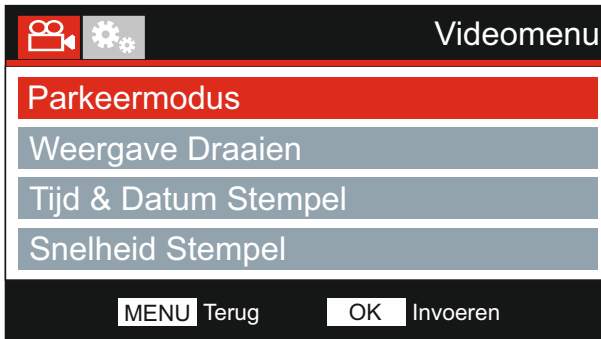 Videomenu
Parkeermodus
Weergave Draaien
Tijd & Datum Stempel
Snelheid Stempel
MENU Terug OK Invoeren